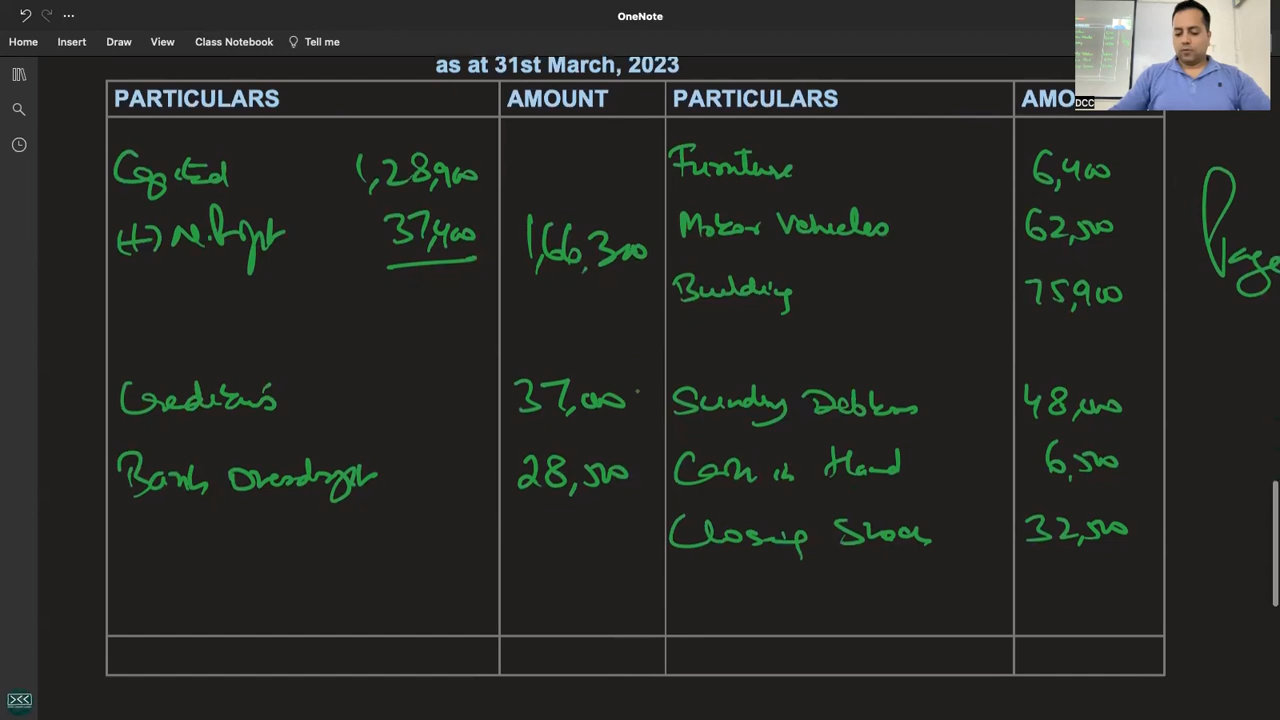 OneNote
Home Insert Draw View Class Notebook Tell me
as at 31st March, 2023
PARTICULARS AMOUNT PARTICULARS AMO
DCC
Capital 1,28,900 Furniture 6,400
(+) N. Profit 37,400 1,66,300 Motor Vehicles 62,500
Building 75,900
Page
Creditors 37,000 Sundry Debtors 48,000
Bank Overdraft 28,500 Cash in Hand 6,500
Closing Stock 32,500